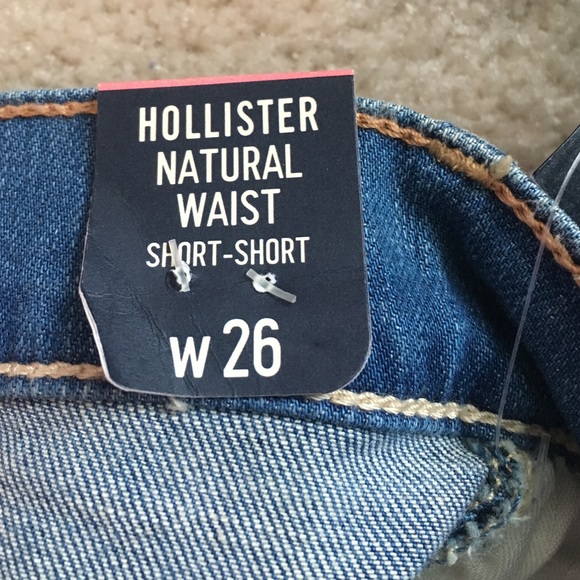 HOLLISTER
NATURAL
WAIST
SHORT-SHORT
W 26